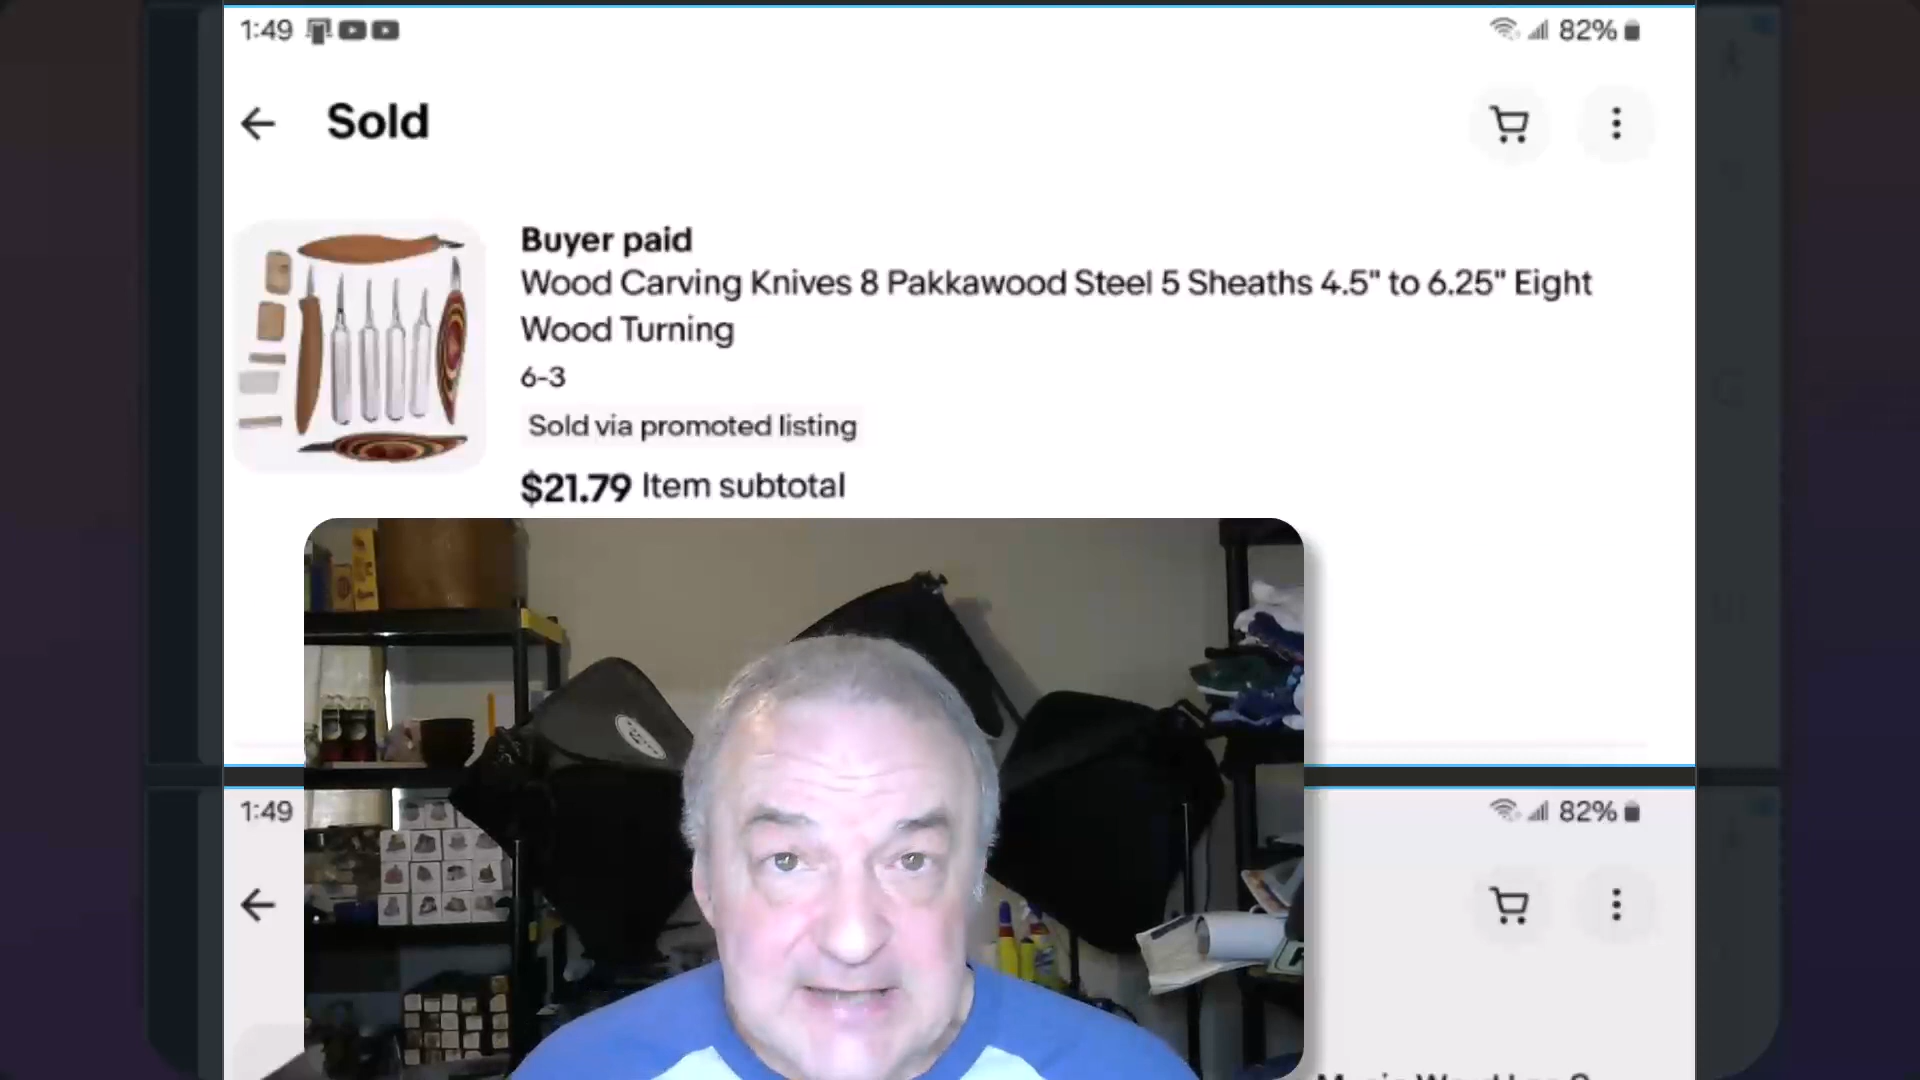 1:49
82%
Sold
Buyer paid
Wood Carving Knives 8 Pakkawood Steel 5 Sheaths 4.5" to 6.25" Eight
Wood Turning
6-3
Sold via promoted listing
$21.79 Item subtotal
1:49
82%